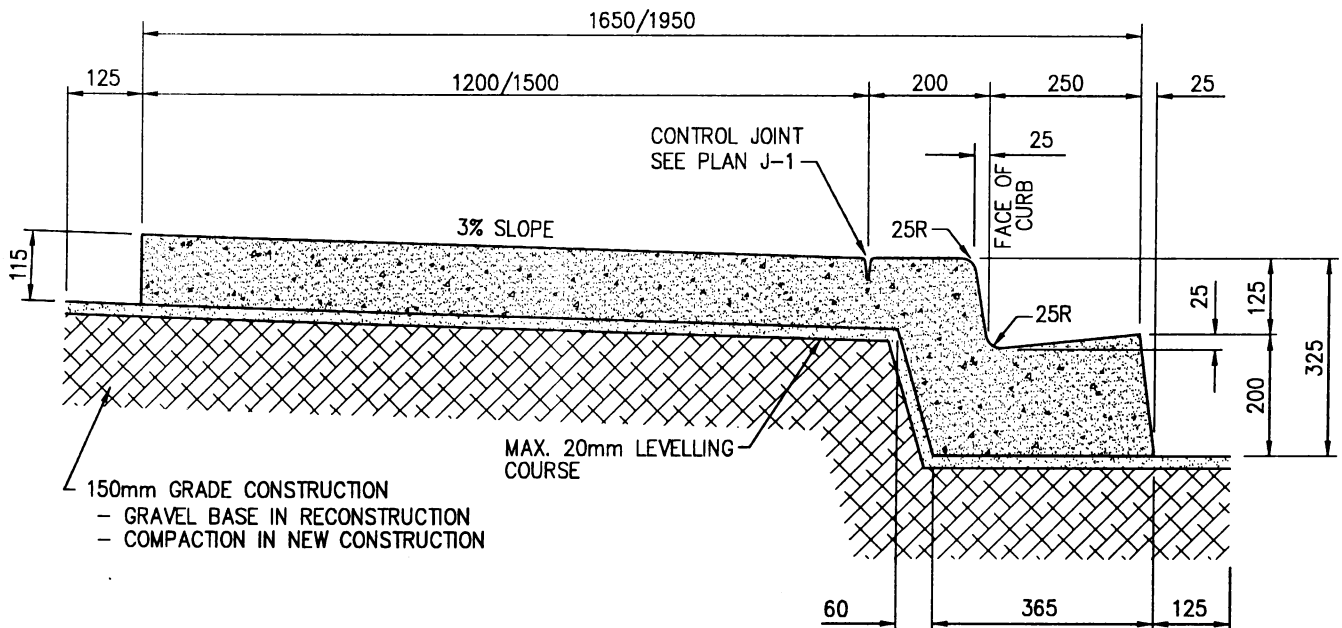 1650/1950
125
1200/1500
200
250
25
CONTROL JOINT
SEE PLAN J-1
25
FACE OF
CURB
3% SLOPE
25R
115
25R
25
125
325
200
MAX. 20mm LEVELLING
COURSE
150mm GRADE CONSTRUCTION
- GRAVEL BASE IN RECONSTRUCTION
- COMPACTION IN NEW CONSTRUCTION
60
365
125